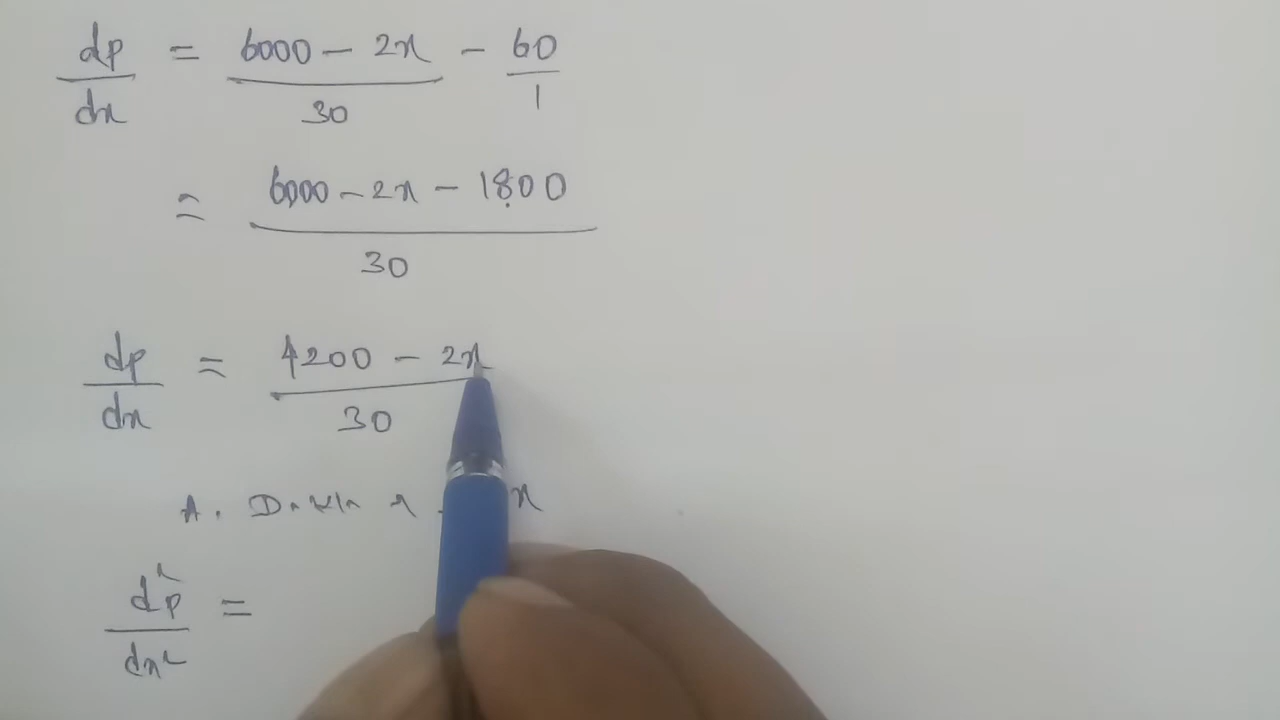 dp/dx = (6000 − 2x)/30 − 60/1
= (6000 − 2x − 1800)/30
dp/dx = (4200 − 2x)/30
A. x
d²p/dx² =